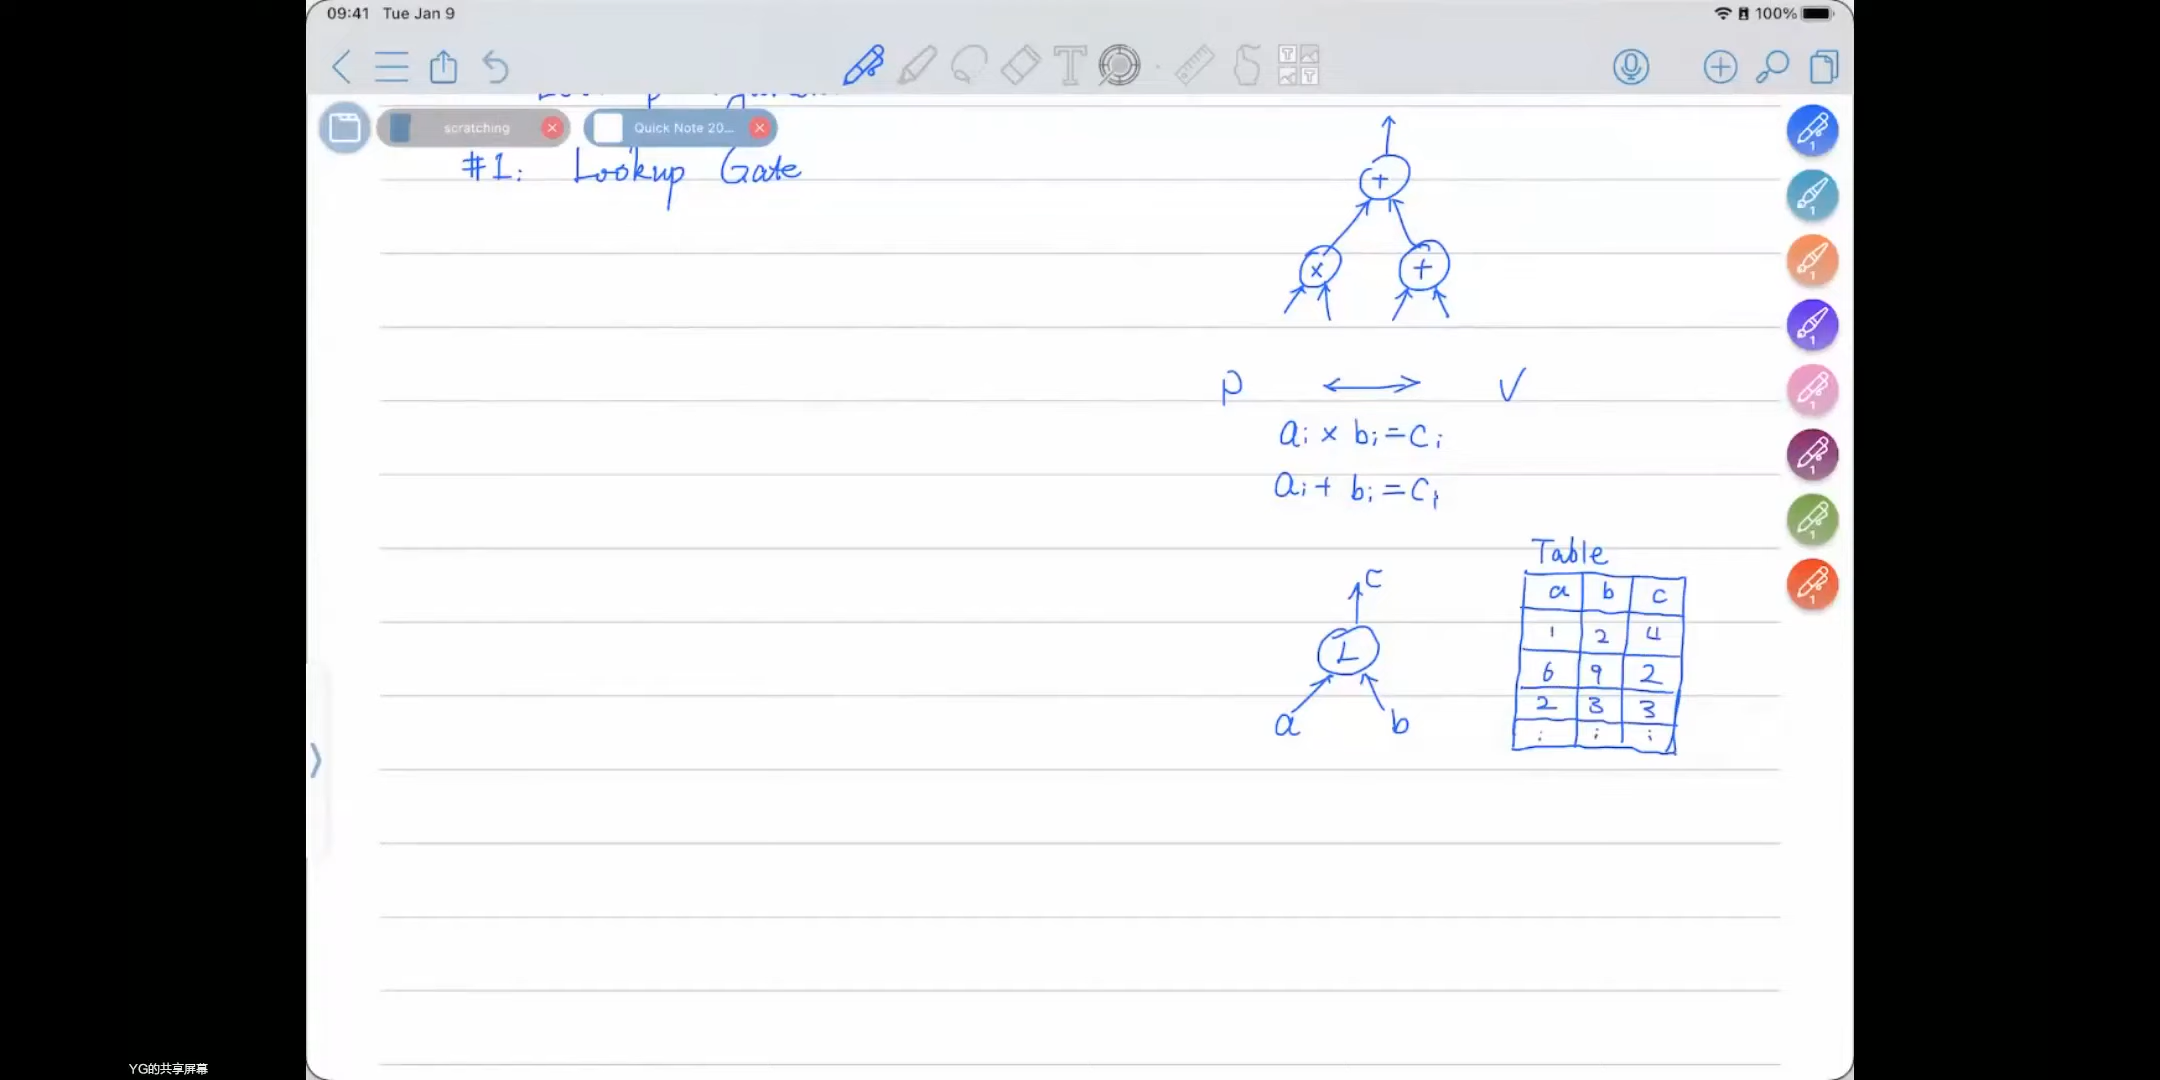 09:41 Tue Jan 9
100%
scratching
Quick Note 20...
#1: Lookup Gate
+
× +
P ⟷ V
aᵢ × bᵢ = cᵢ
aᵢ + bᵢ = cᵢ
c
L
a b
Table
a b c
1 2 4
6 9 2
2 3 3
⋮ ⋮ ⋮
YG的共享屏幕